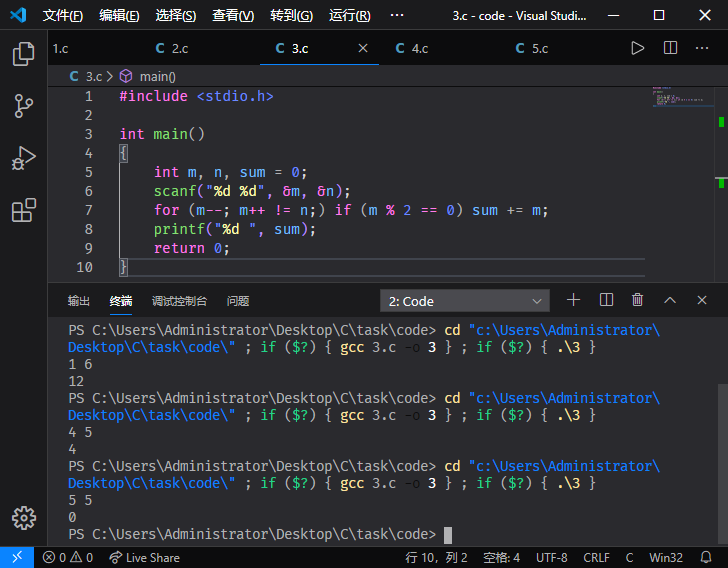 文件(F) 编辑(E) 选择(S) 查看(V) 转到(G) 运行(R) ··· 3.c - code - Visual Studi...
1.c C 2.c C 3.c C 4.c C 5.c ···
C 3.c > main()
1 #include <stdio.h>
2
3 int main()
4 {
5 int m, n, sum = 0;
6 scanf("%d %d", &m, &n);
7 for (m--; m++ != n;) if (m % 2 == 0) sum += m;
8 printf("%d ", sum);
9 return 0;
10 }
输出 终端 调试控制台 问题 2: Code
PS C:\Users\Administrator\Desktop\C\task\code> cd "c:\Users\Administrator\
Desktop\C\task\code\" ; if ($?) { gcc 3.c -o 3 } ; if ($?) { .\3 }
1 6
12
PS C:\Users\Administrator\Desktop\C\task\code> cd "c:\Users\Administrator\
Desktop\C\task\code\" ; if ($?) { gcc 3.c -o 3 } ; if ($?) { .\3 }
4 5
4
PS C:\Users\Administrator\Desktop\C\task\code> cd "c:\Users\Administrator\
Desktop\C\task\code\" ; if ($?) { gcc 3.c -o 3 } ; if ($?) { .\3 }
5 5
0
PS C:\Users\Administrator\Desktop\C\task\code>
0 0 Live Share 行 10，列 2 空格: 4 UTF-8 CRLF C Win32